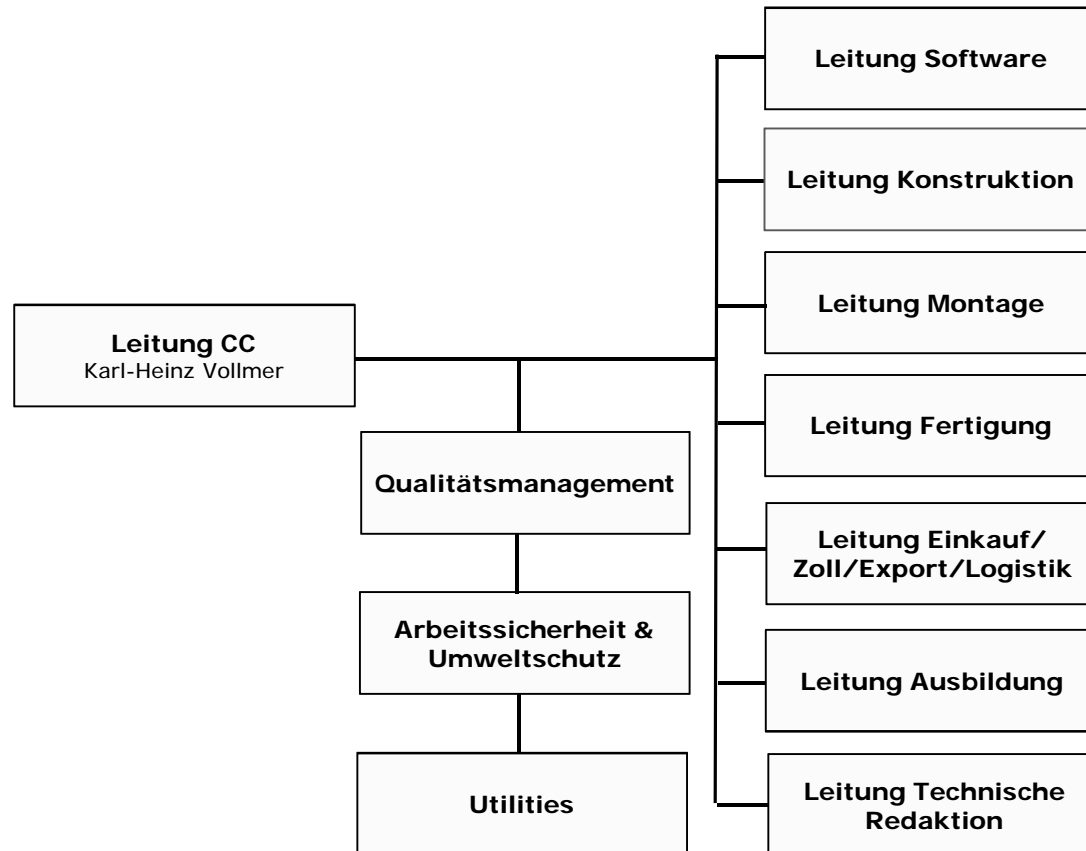 Leitung Software
Leitung Konstruktion
Leitung Montage
Leitung CC
Karl-Heinz Vollmer
Leitung Fertigung
Qualitätsmanagement
Leitung Einkauf/
Zoll/Export/Logistik
Arbeitssicherheit &
Umweltschutz
Leitung Ausbildung
Utilities
Leitung Technische
Redaktion